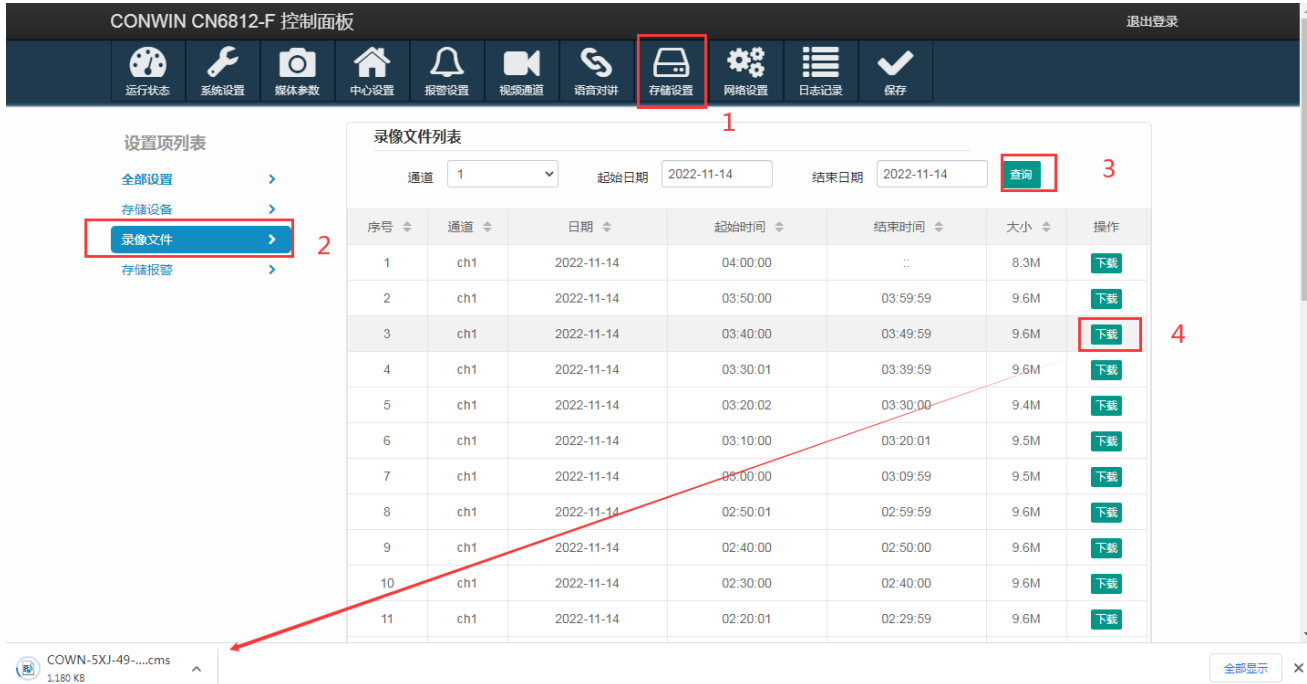 CONWIN CN6812-F 控制面板 退出登录
运行状态 系统设置 媒体参数 中心设置 报警设置 视频通道 语音对讲 存储设置 网络设置 日志记录 保存
1
设置项列表
全部设置
存储设备
录像文件
2
存储报警
录像文件列表
通道 1 起始日期 2022-11-14 结束日期 2022-11-14 查询
3
序号 通道 日期 起始时间 结束时间 大小 操作
1 ch1 2022-11-14 04:00:00 :: 8.3M 下载
2 ch1 2022-11-14 03:50:00 03:59:59 9.6M 下载
3 ch1 2022-11-14 03:40:00 03:49:59 9.6M 下载
4
4 ch1 2022-11-14 03:30:01 03:39:59 9.6M 下载
5 ch1 2022-11-14 03:20:02 03:30:00 9.4M 下载
6 ch1 2022-11-14 03:10:00 03:20:01 9.5M 下载
7 ch1 2022-11-14 03:00:00 03:09:59 9.5M 下载
8 ch1 2022-11-14 02:50:01 02:59:59 9.6M 下载
9 ch1 2022-11-14 02:40:00 02:50:00 9.6M 下载
10 ch1 2022-11-14 02:30:00 02:40:00 9.6M 下载
11 ch1 2022-11-14 02:20:01 02:29:59 9.6M 下载
COWN-5XJ-49-....cms
1,180 KB
全部显示